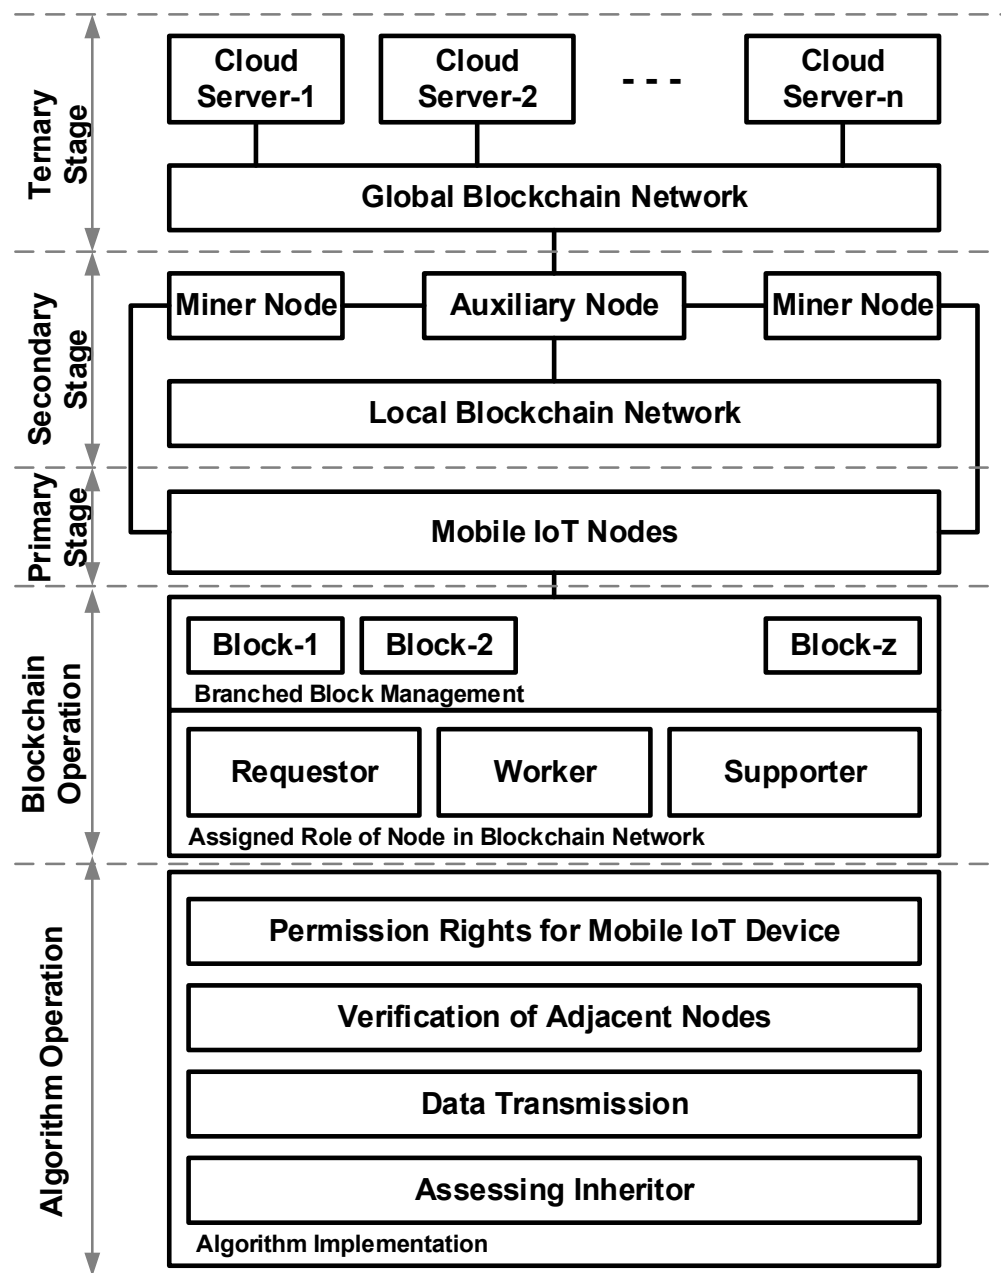 Ternary
Stage
Cloud
Server-1
Cloud
Server-2
- - -
Cloud
Server-n
Global Blockchain Network
Secondary
Stage
Miner Node
Auxiliary Node
Miner Node
Local Blockchain Network
Primary
Stage
Mobile IoT Nodes
Blockchain
Operation
Block-1
Block-2
Block-z
Branched Block Management
Requestor
Worker
Supporter
Assigned Role of Node in Blockchain Network
Algorithm Operation
Permission Rights for Mobile IoT Device
Verification of Adjacent Nodes
Data Transmission
Assessing Inheritor
Algorithm Implementation